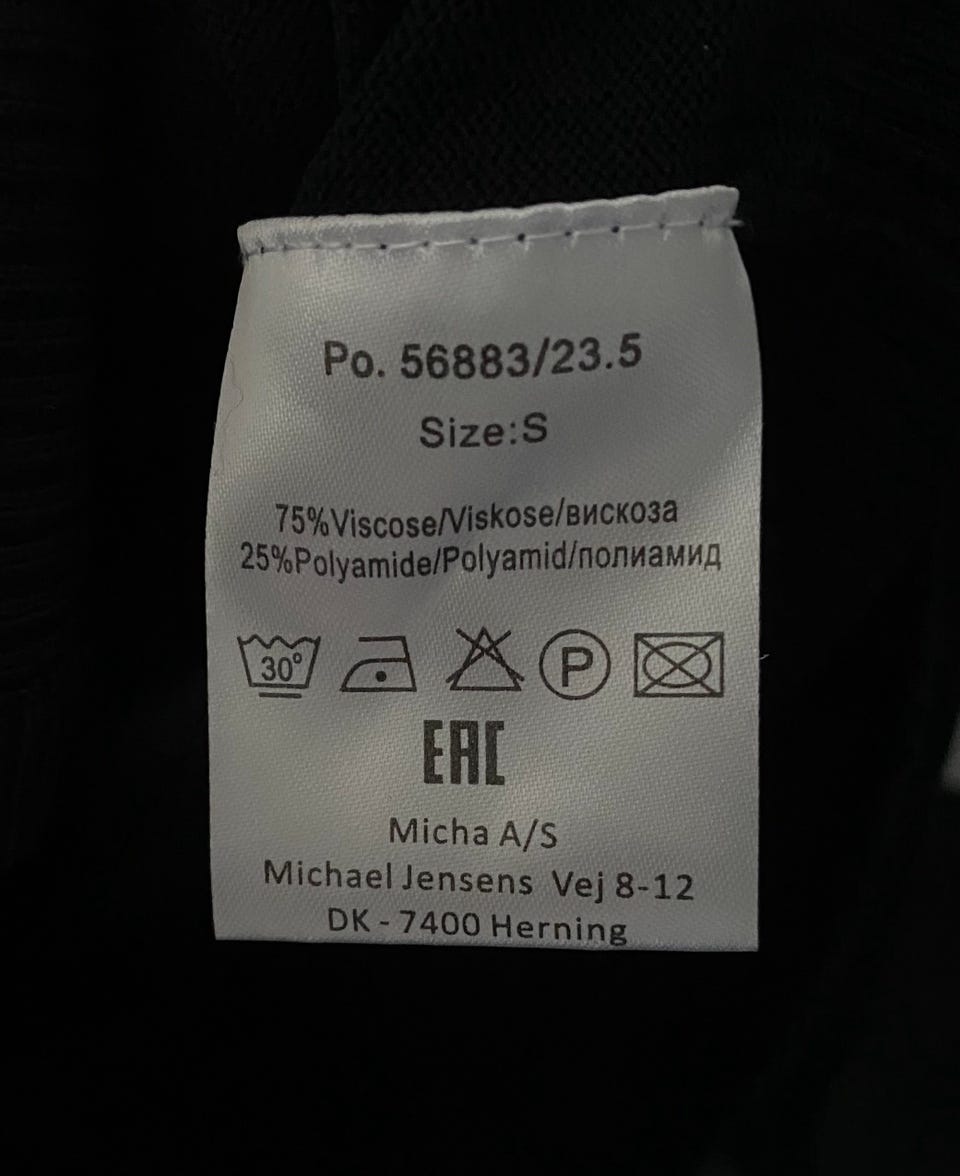 Po. 56883/23.5
Size:S
75%Viscose/Viskose/вискоза
25%Polyamide/Polyamid/полиамид
30° P
EAC
Micha A/S
Michael Jensens Vej 8-12
DK - 7400 Herning